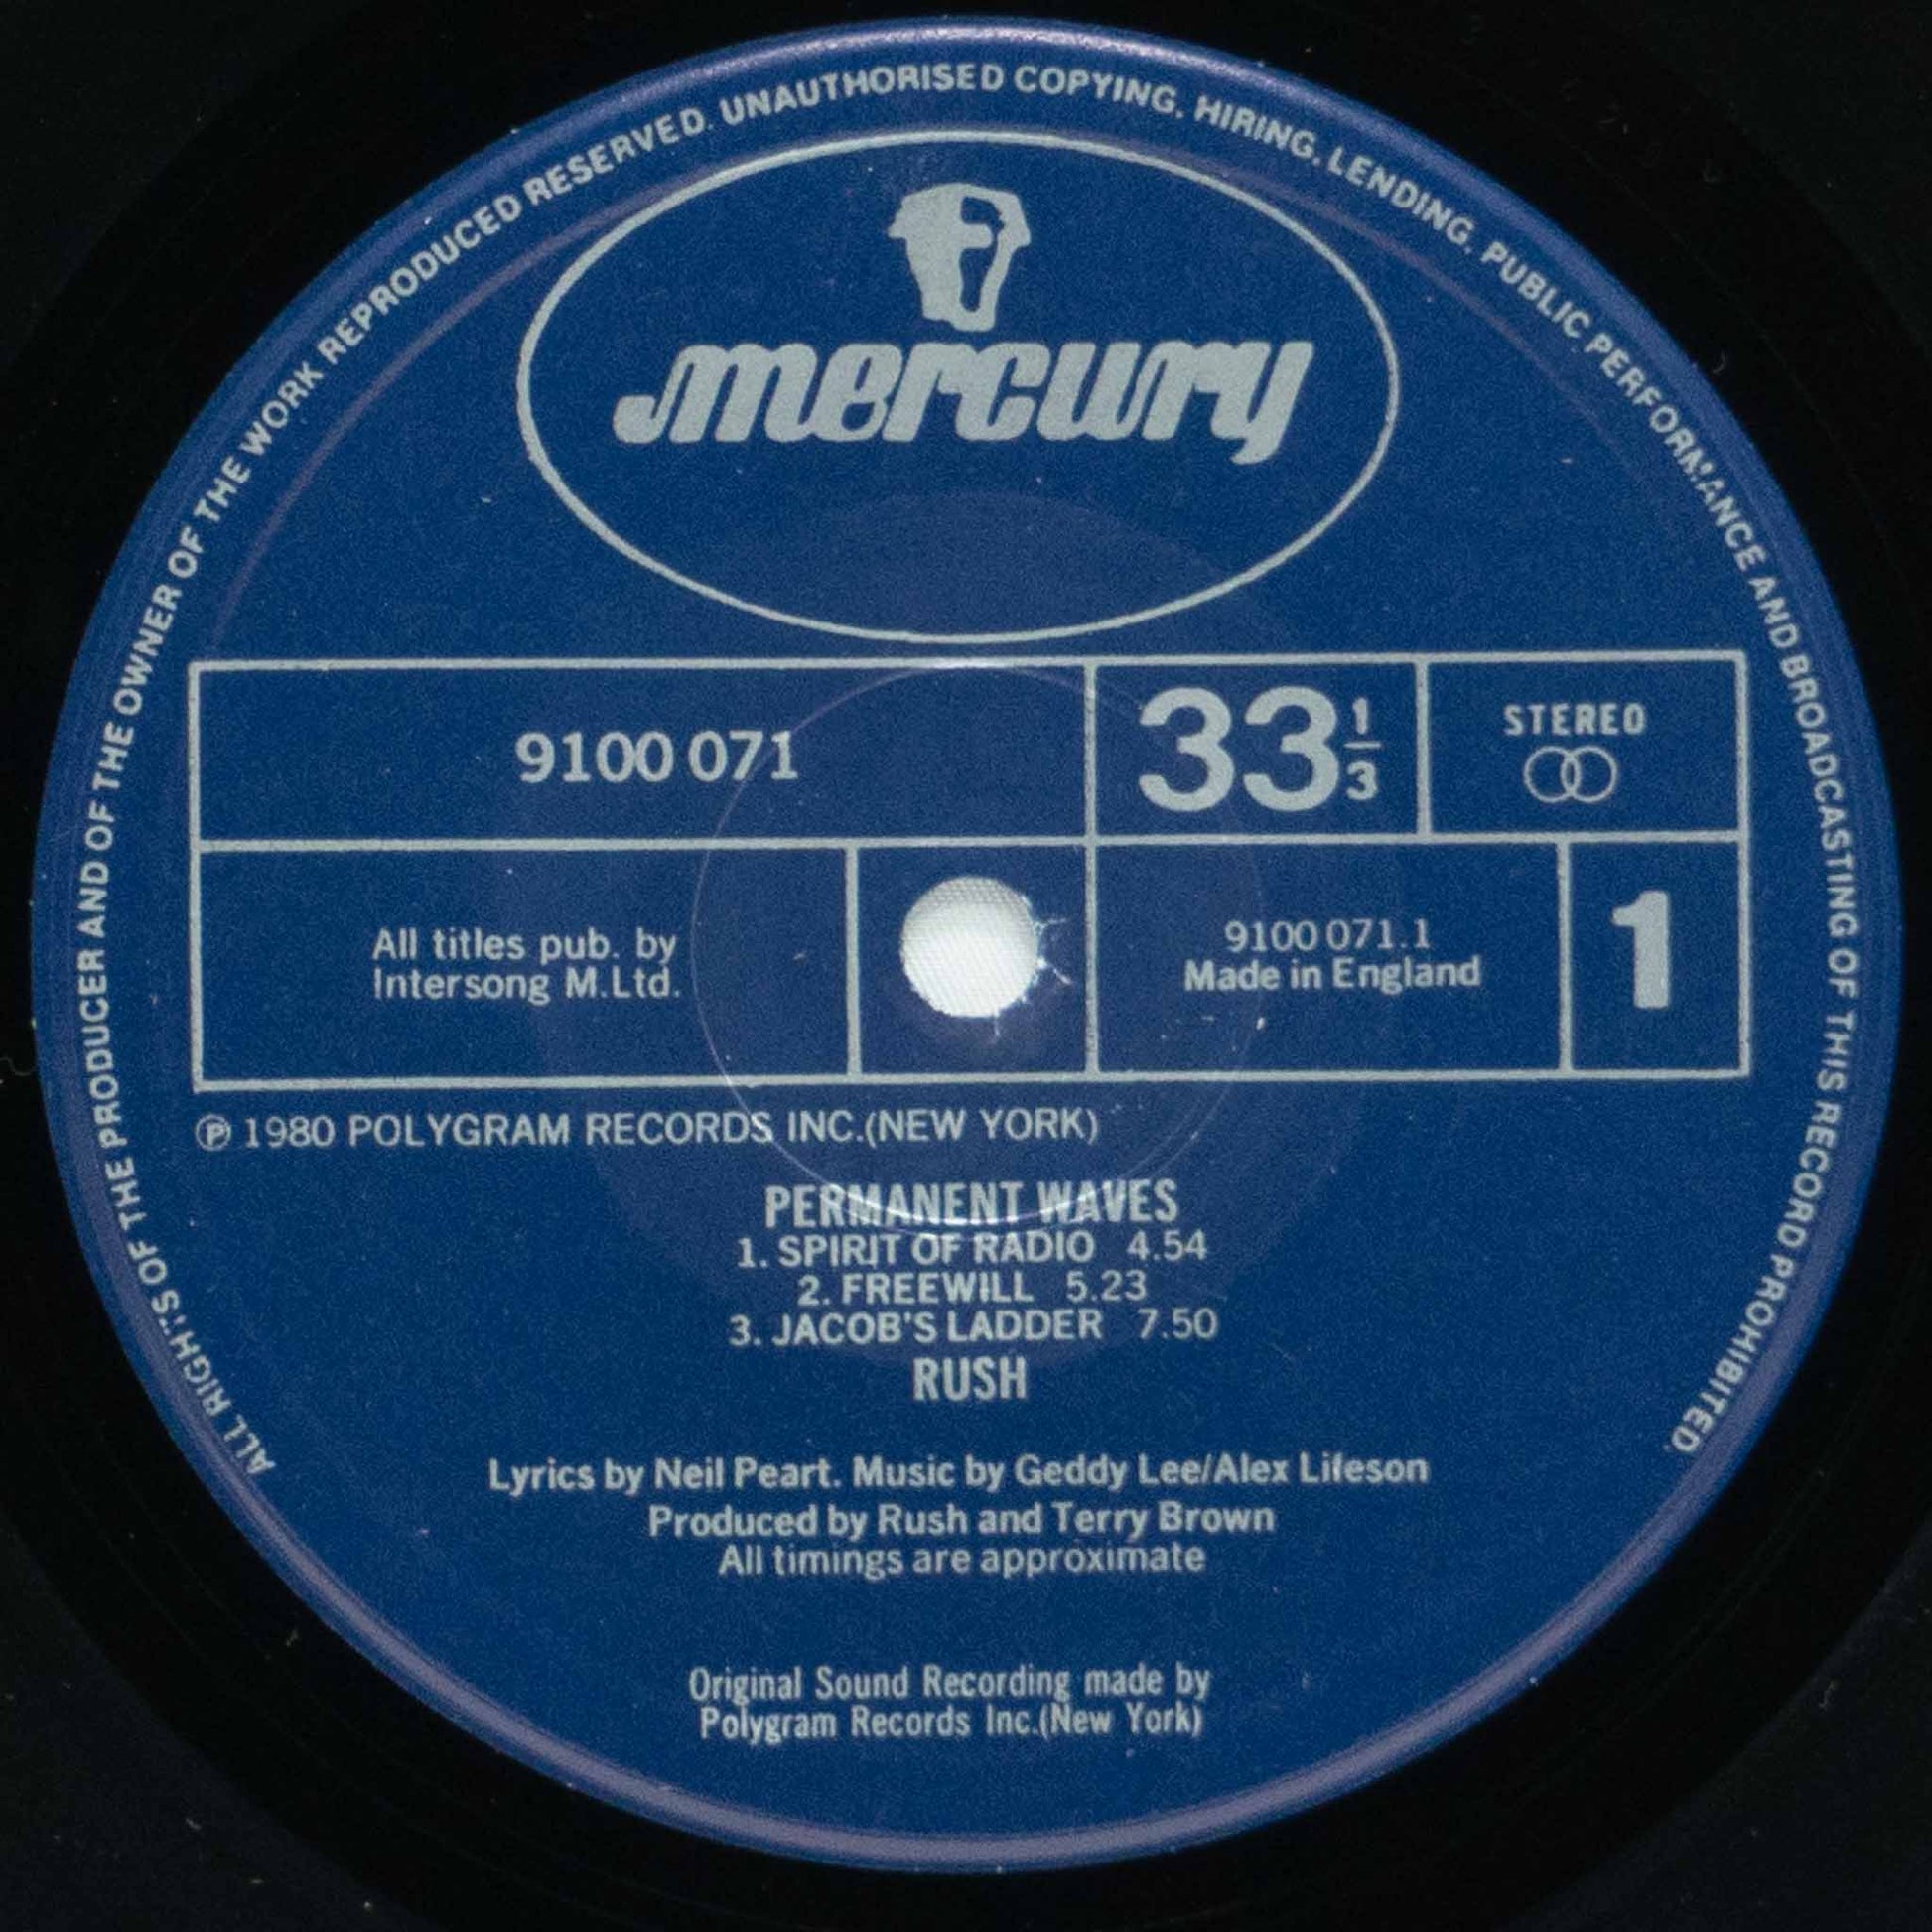 ALL RIGHTS OF THE PRODUCER AND OF THE OWNER OF THE WORK REPRODUCED RESERVED. UNAUTHORISED COPYING, HIRING, LENDING, PUBLIC PERFORMANCE AND BROADCASTING OF THIS RECORD PROHIBITED.
mercury
9100 071
33 1/3
STEREO
All titles pub. by
Intersong M.Ltd.
9100 071.1
Made in England
1
Ⓟ 1980 POLYGRAM RECORDS INC.(NEW YORK)
PERMANENT WAVES
1. SPIRIT OF RADIO 4.54
2. FREEWILL 5.23
3. JACOB'S LADDER 7.50
RUSH
Lyrics by Neil Peart. Music by Geddy Lee/Alex Lifeson
Produced by Rush and Terry Brown
All timings are approximate
Original Sound Recording made by
Polygram Records Inc.(New York)